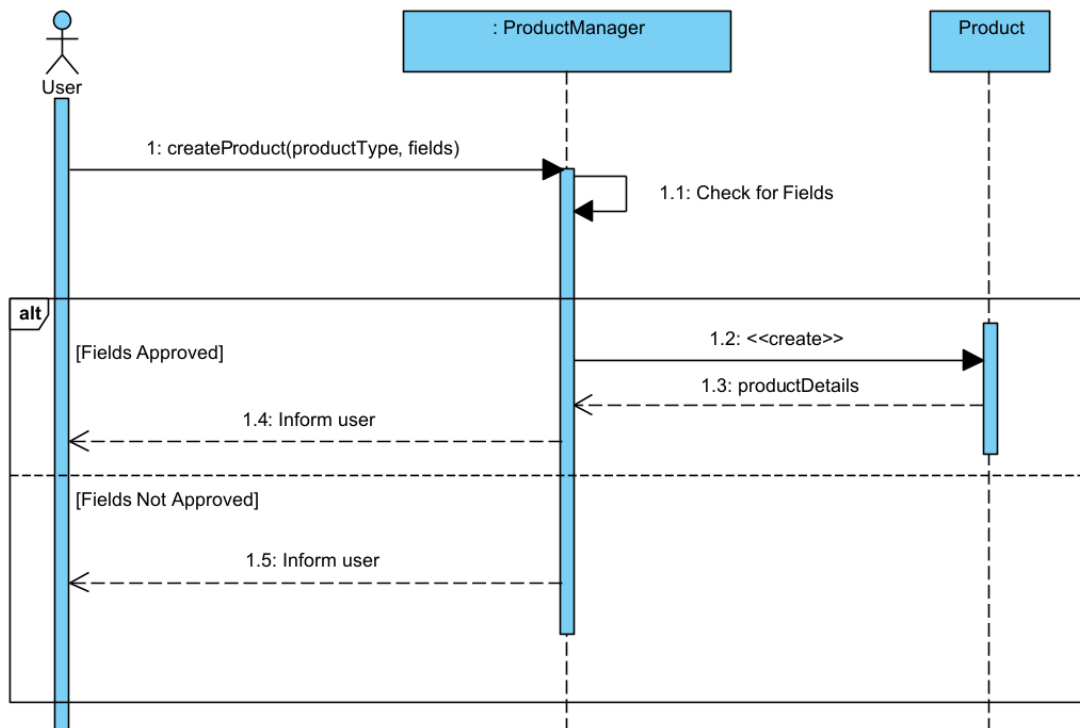 User
: ProductManager
Product
1: createProduct(productType, fields)
1.1: Check for Fields
alt
[Fields Approved]
1.2: <<create>>
1.3: productDetails
1.4: Inform user
[Fields Not Approved]
1.5: Inform user